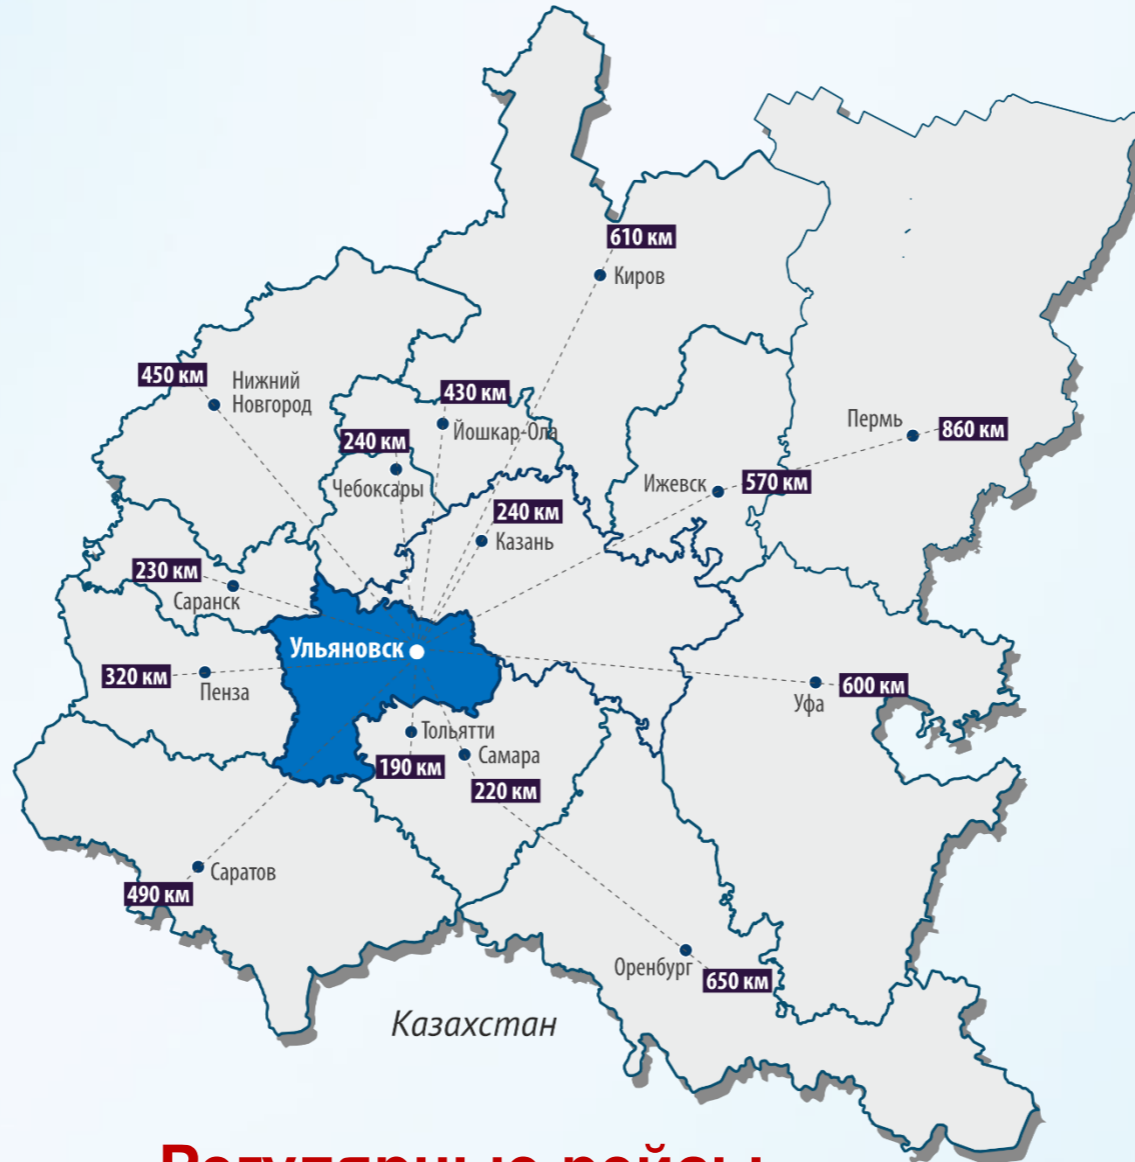 610 км
Киров
450 км
Нижний
Новгород
430 км
Йошкар-Ола
240 км
Чебоксары
Пермь
860 км
Ижевск
570 км
240 км
Казань
230 км
Саранск
Ульяновск
320 км
Пенза
Уфа
600 км
Тольятти
190 км
Самара
220 км
Саратов
490 км
Оренбург
650 км
Казахстан
Регулярные рейсы